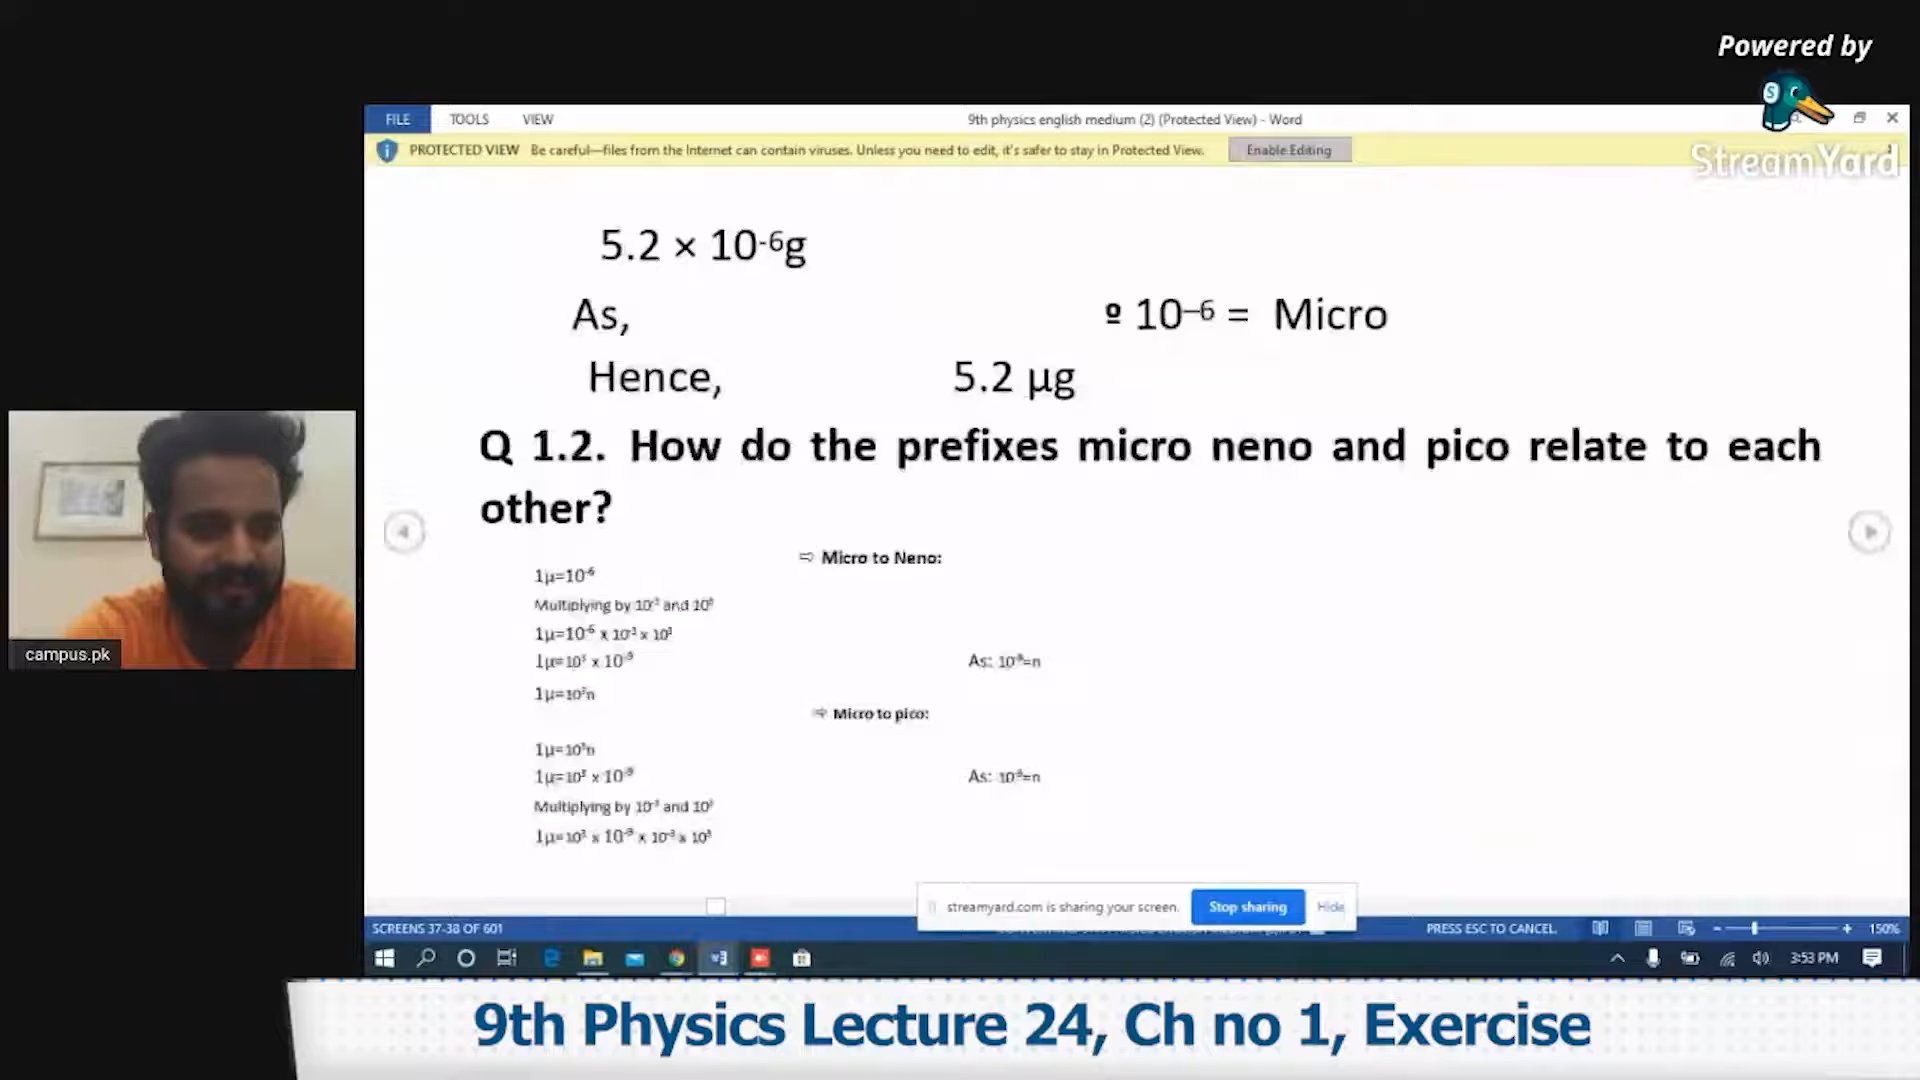 Powered by
StreamYard
FILE TOOLS VIEW 9th physics english medium (2) (Protected View) - Word
PROTECTED VIEW Be careful—files from the Internet can contain viruses. Unless you need to edit, it's safer to stay in Protected View. Enable Editing
5.2 × 10⁻⁶g
As, º 10⁻⁶ = Micro
Hence, 5.2 µg
Q 1.2. How do the prefixes micro neno and pico relate to each
other?
⇨ Micro to Neno:
1µ=10⁻⁶
Multiplying by 10⁻³ and 10³
1µ=10⁻⁶ x 10⁻³ x 10³
1µ=10³ x 10⁻⁹ As: 10⁻⁹=n
1µ=10³n
⇨ Micro to pico:
1µ=10³n
1µ=10³ x 10⁻⁹ As: 10⁻⁹=n
Multiplying by 10⁻³ and 10³
1µ=10³ x 10⁻⁹ x 10⁻³ x 10³
campus.pk
streamyard.com is sharing your screen. Stop sharing Hide
SCREENS 37-38 OF 601 PRESS ESC TO CANCEL. 150%
3:53 PM
9th Physics Lecture 24, Ch no 1, Exercise